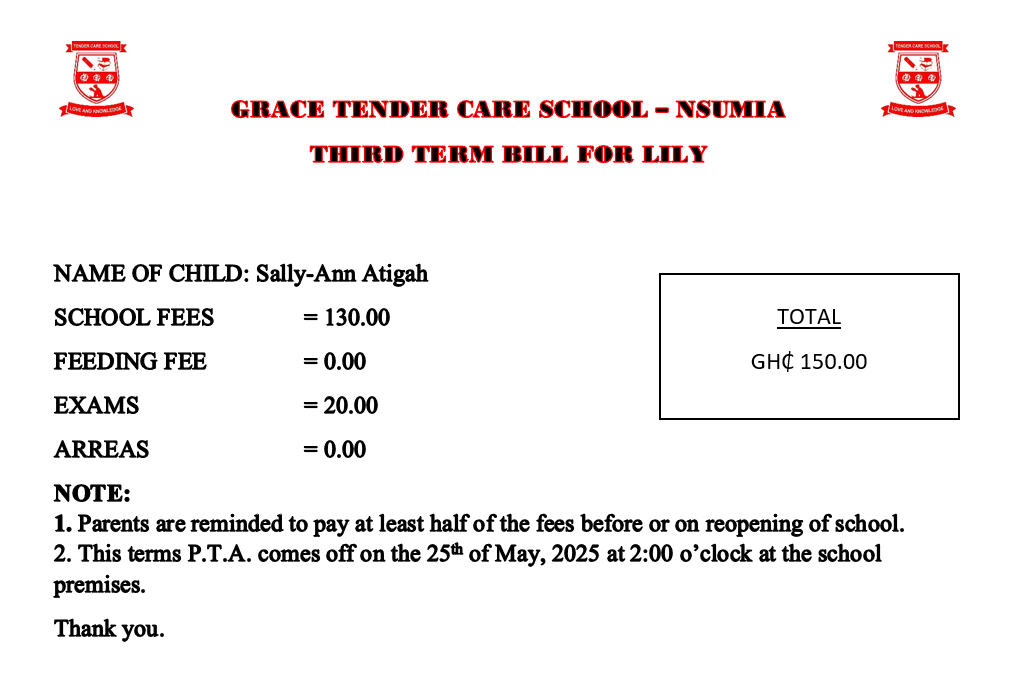 TENDER CARE SCHOOL
LOVE AND KNOWLEDGE
TENDER CARE SCHOOL
LOVE AND KNOWLEDGE
GRACE TENDER CARE SCHOOL – NSUMIA
THIRD TERM BILL FOR LILY
NAME OF CHILD: Sally-Ann Atigah
SCHOOL FEES = 130.00
FEEDING FEE = 0.00
EXAMS = 20.00
ARREAS = 0.00
TOTAL
GH₵ 150.00
NOTE:
1. Parents are reminded to pay at least half of the fees before or on reopening of school.
2. This terms P.T.A. comes off on the 25th of May, 2025 at 2:00 o’clock at the school
premises.
Thank you.